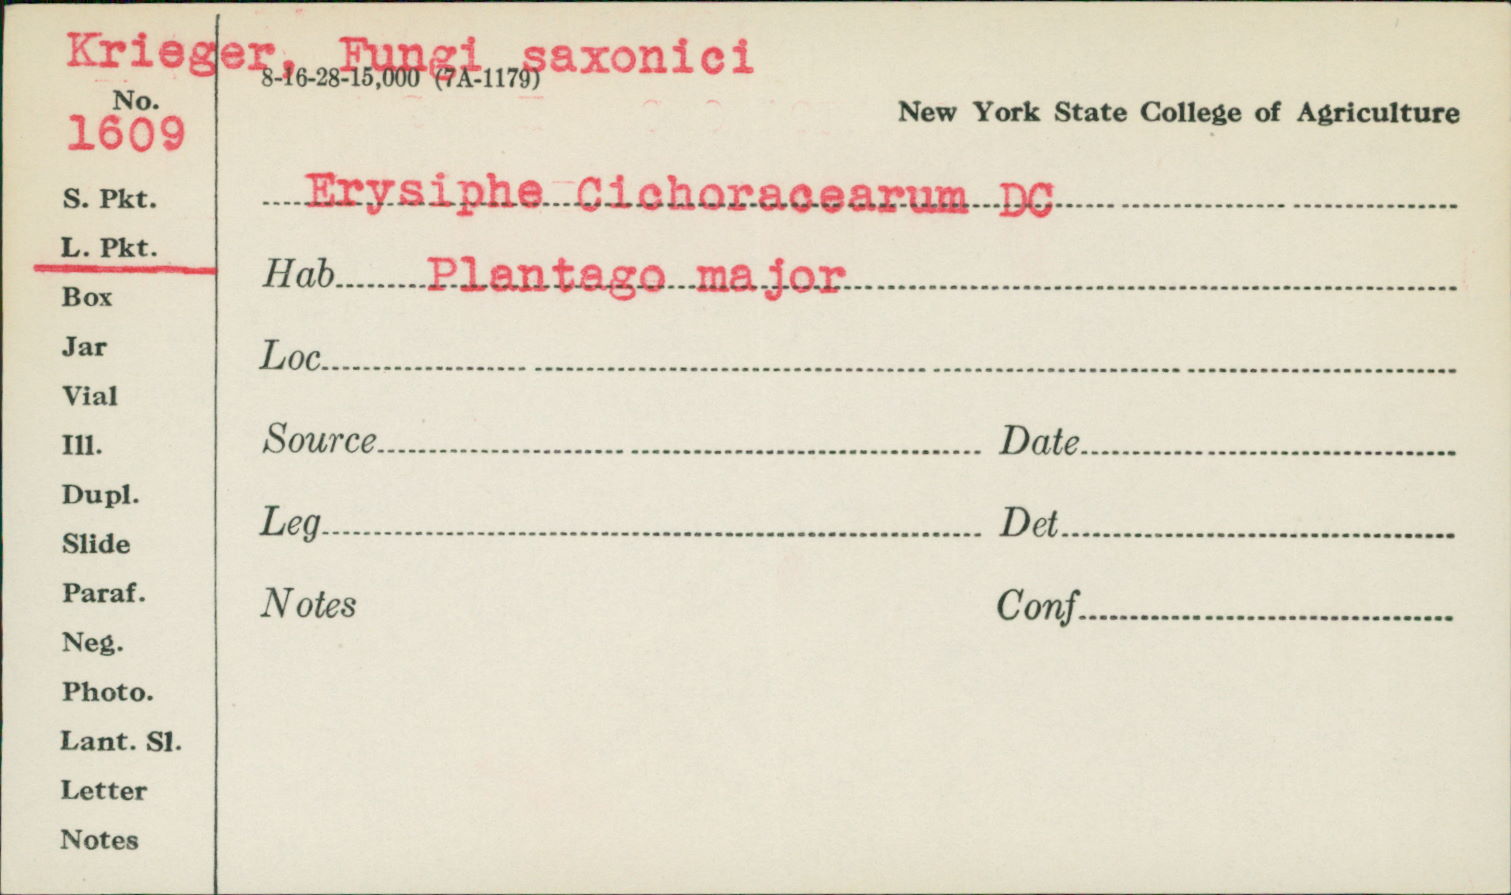 Krieger, Fungi saxonici
8-16-28-15,000 (7A-1179)
No.
1609
New York State College of Agriculture
S. Pkt.
Erysiphe Cichoracearum DC
L. Pkt.
Hab Plantago major
Box
Jar
Loc
Vial
Ill.
Source Date
Dupl.
Slide
Leg Det
Paraf.
Notes Conf
Neg.
Photo.
Lant. Sl.
Letter
Notes